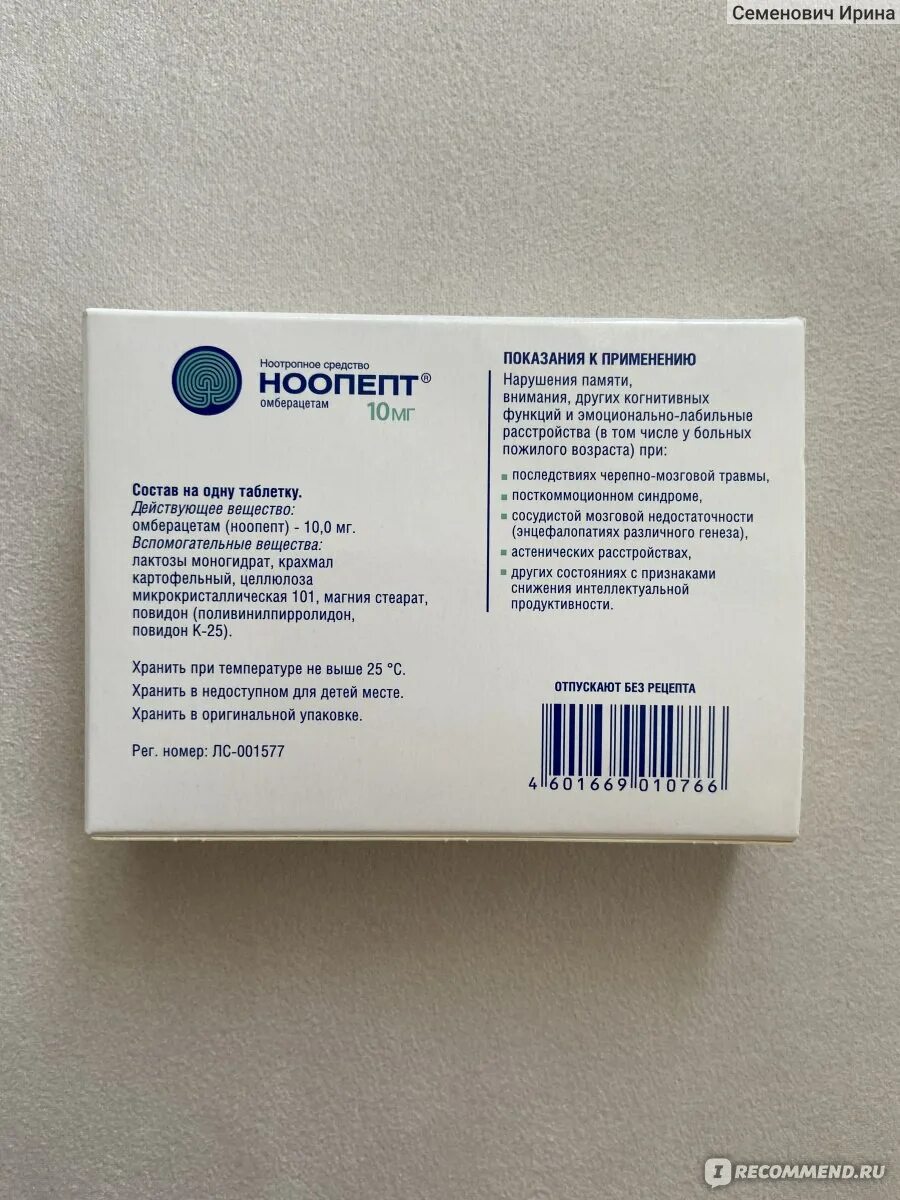 Семенович Ирина
Ноотропное средство
НООПЕПТ®
омберацетам
10мг
Состав на одну таблетку.
Действующее вещество:
омберацетам (ноопепт) - 10,0 мг.
Вспомогательные вещества:
лактозы моногидрат, крахмал
картофельный, целлюлоза
микрокристаллическая 101, магния стеарат,
повидон (поливинилпирролидон,
повидон К-25).
Хранить при температуре не выше 25 °С.
Хранить в недоступном для детей месте.
Хранить в оригинальной упаковке.
Рег. номер: ЛС-001577
ПОКАЗАНИЯ К ПРИМЕНЕНИЮ
Нарушения памяти,
внимания, других когнитивных
функций и эмоционально-лабильные
расстройства (в том числе у больных
пожилого возраста) при:
последствиях черепно-мозговой травмы,
посткоммоционном синдроме,
сосудистой мозговой недостаточности
(энцефалопатиях различного генеза),
астенических расстройствах,
других состояниях с признаками
снижения интеллектуальной
продуктивности.
ОТПУСКАЮТ БЕЗ РЕЦЕПТА
4 601669 010766
I RECOMMEND.RU